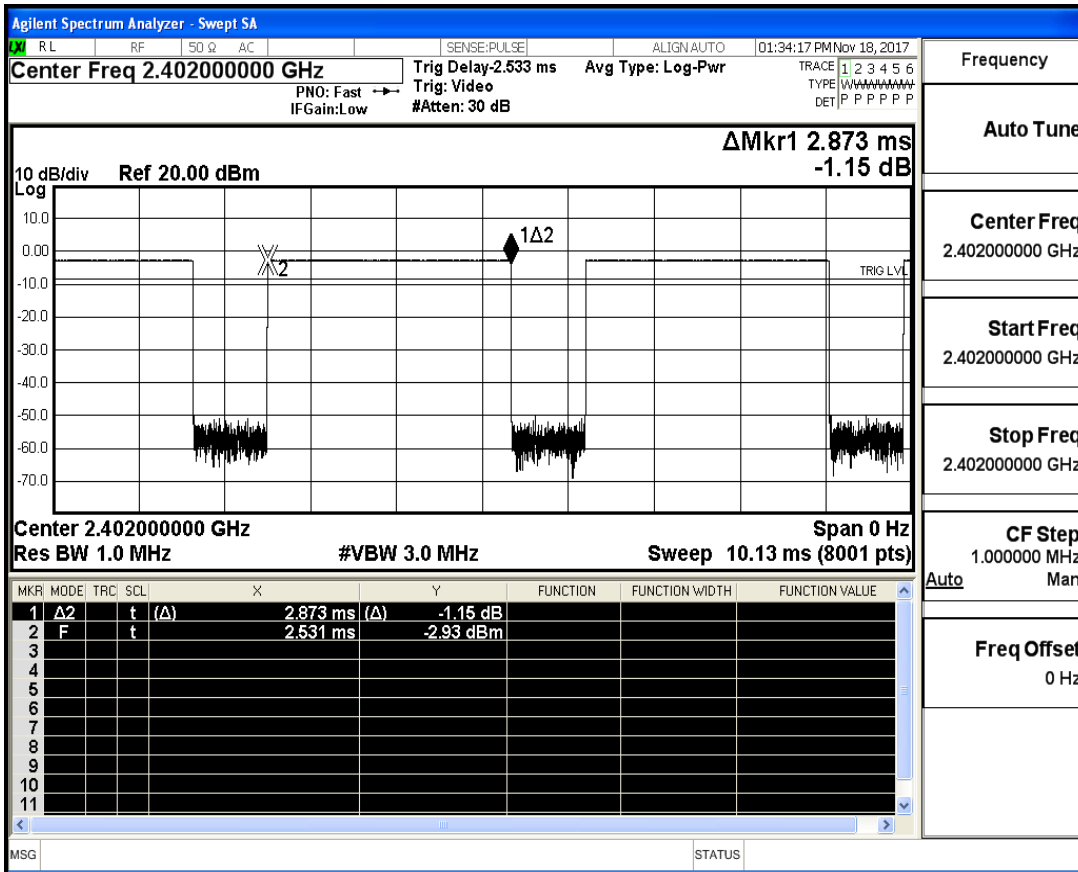 Agilent Spectrum Analyzer - Swept SA
LXI RL RF 50 Ω AC SENSE:PULSE ALIGNAUTO 01:34:17 PM Nov 18, 2017
Center Freq 2.402000000 GHz
PNO: Fast
IFGain:Low
Trig Delay-2.533 ms
Trig: Video
#Atten: 30 dB
Avg Type: Log-Pwr
TRACE 1 2 3 4 5 6
TYPE WWWWWW
DET P P P P P P
ΔMkr1 2.873 ms
-1.15 dB
10 dB/div
Log
Ref 20.00 dBm
10.0
0.00
-10.0
-20.0
-30.0
-40.0
-50.0
-60.0
-70.0
2
1Δ2
TRIG LVL
Center 2.402000000 GHz
Span 0 Hz
Res BW 1.0 MHz
#VBW 3.0 MHz
Sweep 10.13 ms (8001 pts)
MKR MODE TRC SCL X Y FUNCTION FUNCTION WIDTH FUNCTION VALUE
1 Δ2 t (Δ) 2.873 ms (Δ) -1.15 dB
2 F t 2.531 ms -2.93 dBm
3
4
5
6
7
8
9
10
11
MSG
STATUS
Frequency
Auto Tune
Center Freq
2.402000000 GHz
Start Freq
2.402000000 GHz
Stop Freq
2.402000000 GHz
CF Step
1.000000 MHz
Auto Man
Freq Offset
0 Hz